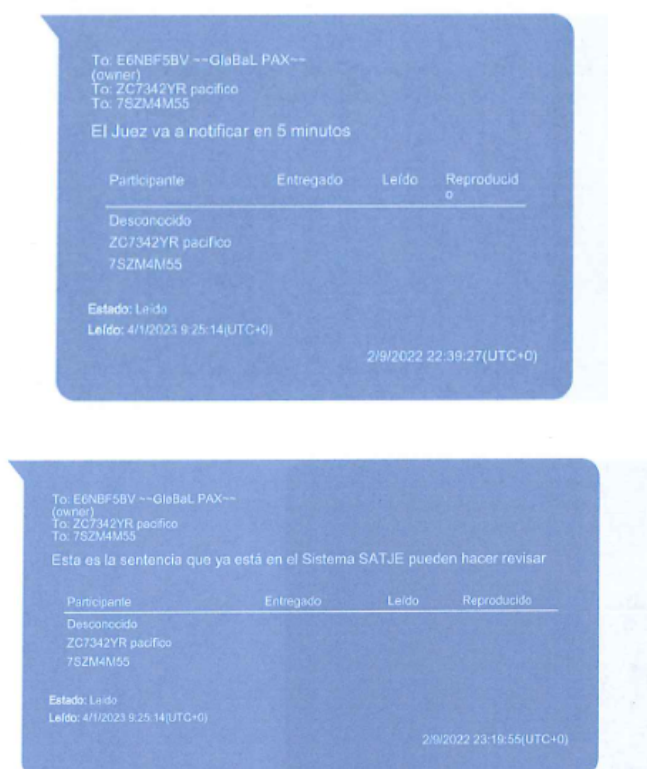 To: E6NBF5BV ~~GløBaL PAX~~
(owner)
To: ZC7342YR pacifico
To: 7SZM4M55
El Juez va a notificar en 5 minutos
Participante Entregado Leído Reproducid
o
Desconocido
ZC7342YR pacifico
7SZM4M55
Estado: Leído
Leído: 4/1/2023 9:25:14(UTC+0)
2/9/2022 22:39:27(UTC+0)
To: E6NBF5BV ~~GløBaL PAX~~
(owner)
To: ZC7342YR pacifico
To: 7SZM4M55
Esta es la sentencia que ya está en el Sistema SATJE pueden hacer revisar
Participante Entregado Leído Reproducido
Desconocido
ZC7342YR pacifico
7SZM4M55
Estado: Leído
Leído: 4/1/2023 9:25:14(UTC+0)
2/9/2022 23:19:55(UTC+0)